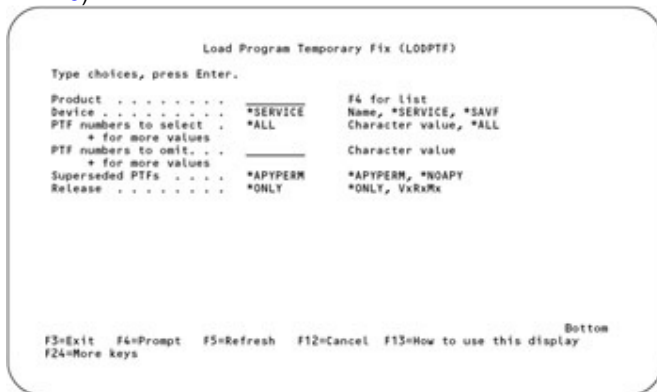 Load Program Temporary Fix (LODPTF)
Type choices, press Enter.
Product . . . . . . . . ________ F4 for list
Device . . . . . . . . . *SERVICE Name, *SERVICE, *SAVF
PTF numbers to select . *ALL Character value, *ALL
+ for more values
PTF numbers to omit. . . ________ Character value
+ for more values
Superseded PTFs . . . . *APYPERM *APYPERM, *NOAPY
Release . . . . . . . . *ONLY *ONLY, VxRxMx
Bottom
F3=Exit F4=Prompt F5=Refresh F12=Cancel F13=How to use this display
F24=More keys